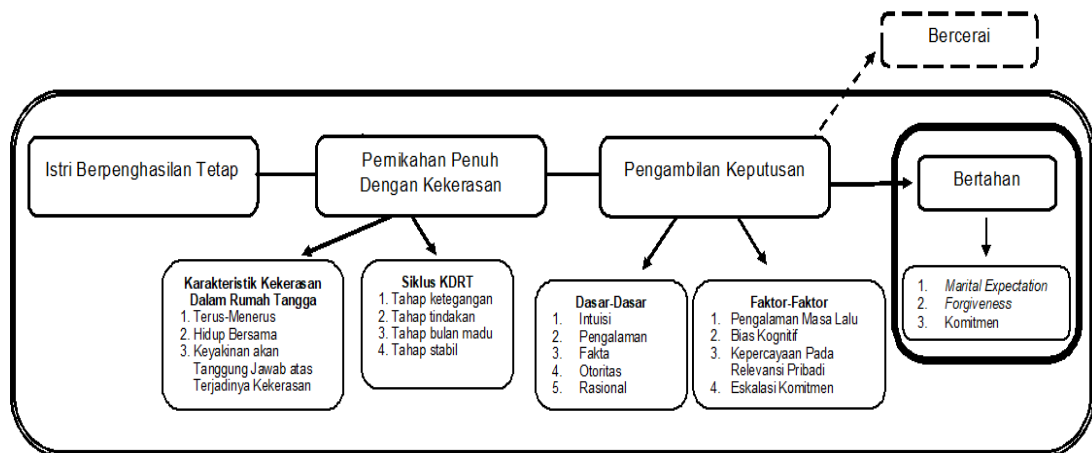 Bercerai
Istri Berpenghasilan Tetap
Pernikahan Penuh
Dengan Kekerasan
Pengambilan Keputusan
Bertahan
Karakteristik Kekerasan
Dalam Rumah Tangga
1. Terus-Menerus
2. Hidup Bersama
3. Keyakinan akan
Tanggung Jawab atas
Terjadinya Kekerasan
Siklus KDRT
1. Tahap ketegangan
2. Tahap tindakan
3. Tahap bulan madu
4. Tahap stabil
Dasar-Dasar
1. Intuisi
2. Pengalaman
3. Fakta
4. Otoritas
5. Rasional
Faktor-Faktor
1. Pengalaman Masa Lalu
2. Bias Kognitif
3. Kepercayaan Pada
Relevansi Pribadi
4. Eskalasi Komitmen
1. Marital Expectation
2. Forgiveness
3. Komitmen